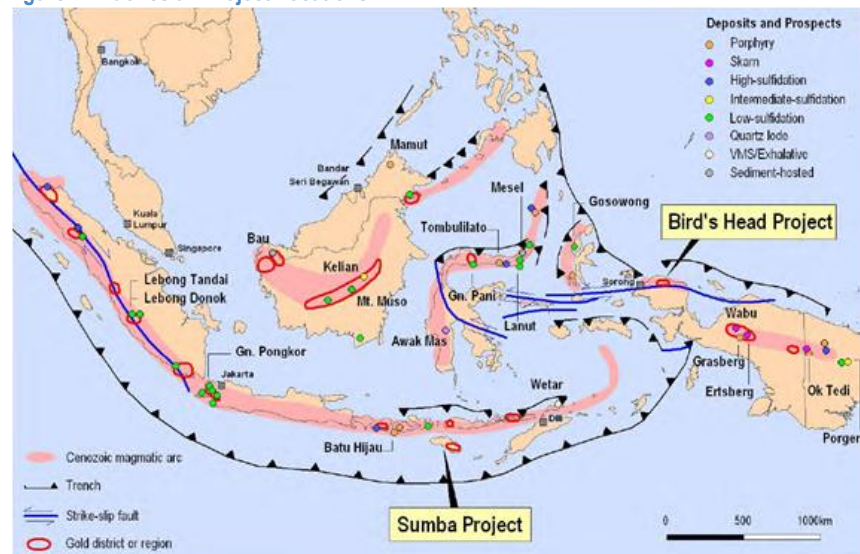 Deposits and Prospects
Porphyry
Skarn
High-sulfidation
Intermediate-sulfidation
Low-sulfidation
Quartz lode
VMS/Exhalative
Sediment-hosted
Bangkok
Mamut
Bandar
Seri Begawan
Kuala
Lumpur
Singapore
Mesel
Gosowong
Tombulilato
Bird's Head Project
Bau
Kelian
Sorong
Lebong Tandai
Lebong Donok
Mt. Muso
Gn. Pani
Wabu
Lanut
Awak Mas
Gn. Pongkor
Jakarta
Grasberg
Ertsberg
Ok Tedi
Wetar
Dili
Batu Hijau
Porger
Cenozoic magmatic arc
Trench
Strike-slip fault
Gold district or region
Sumba Project
0 500 1000km